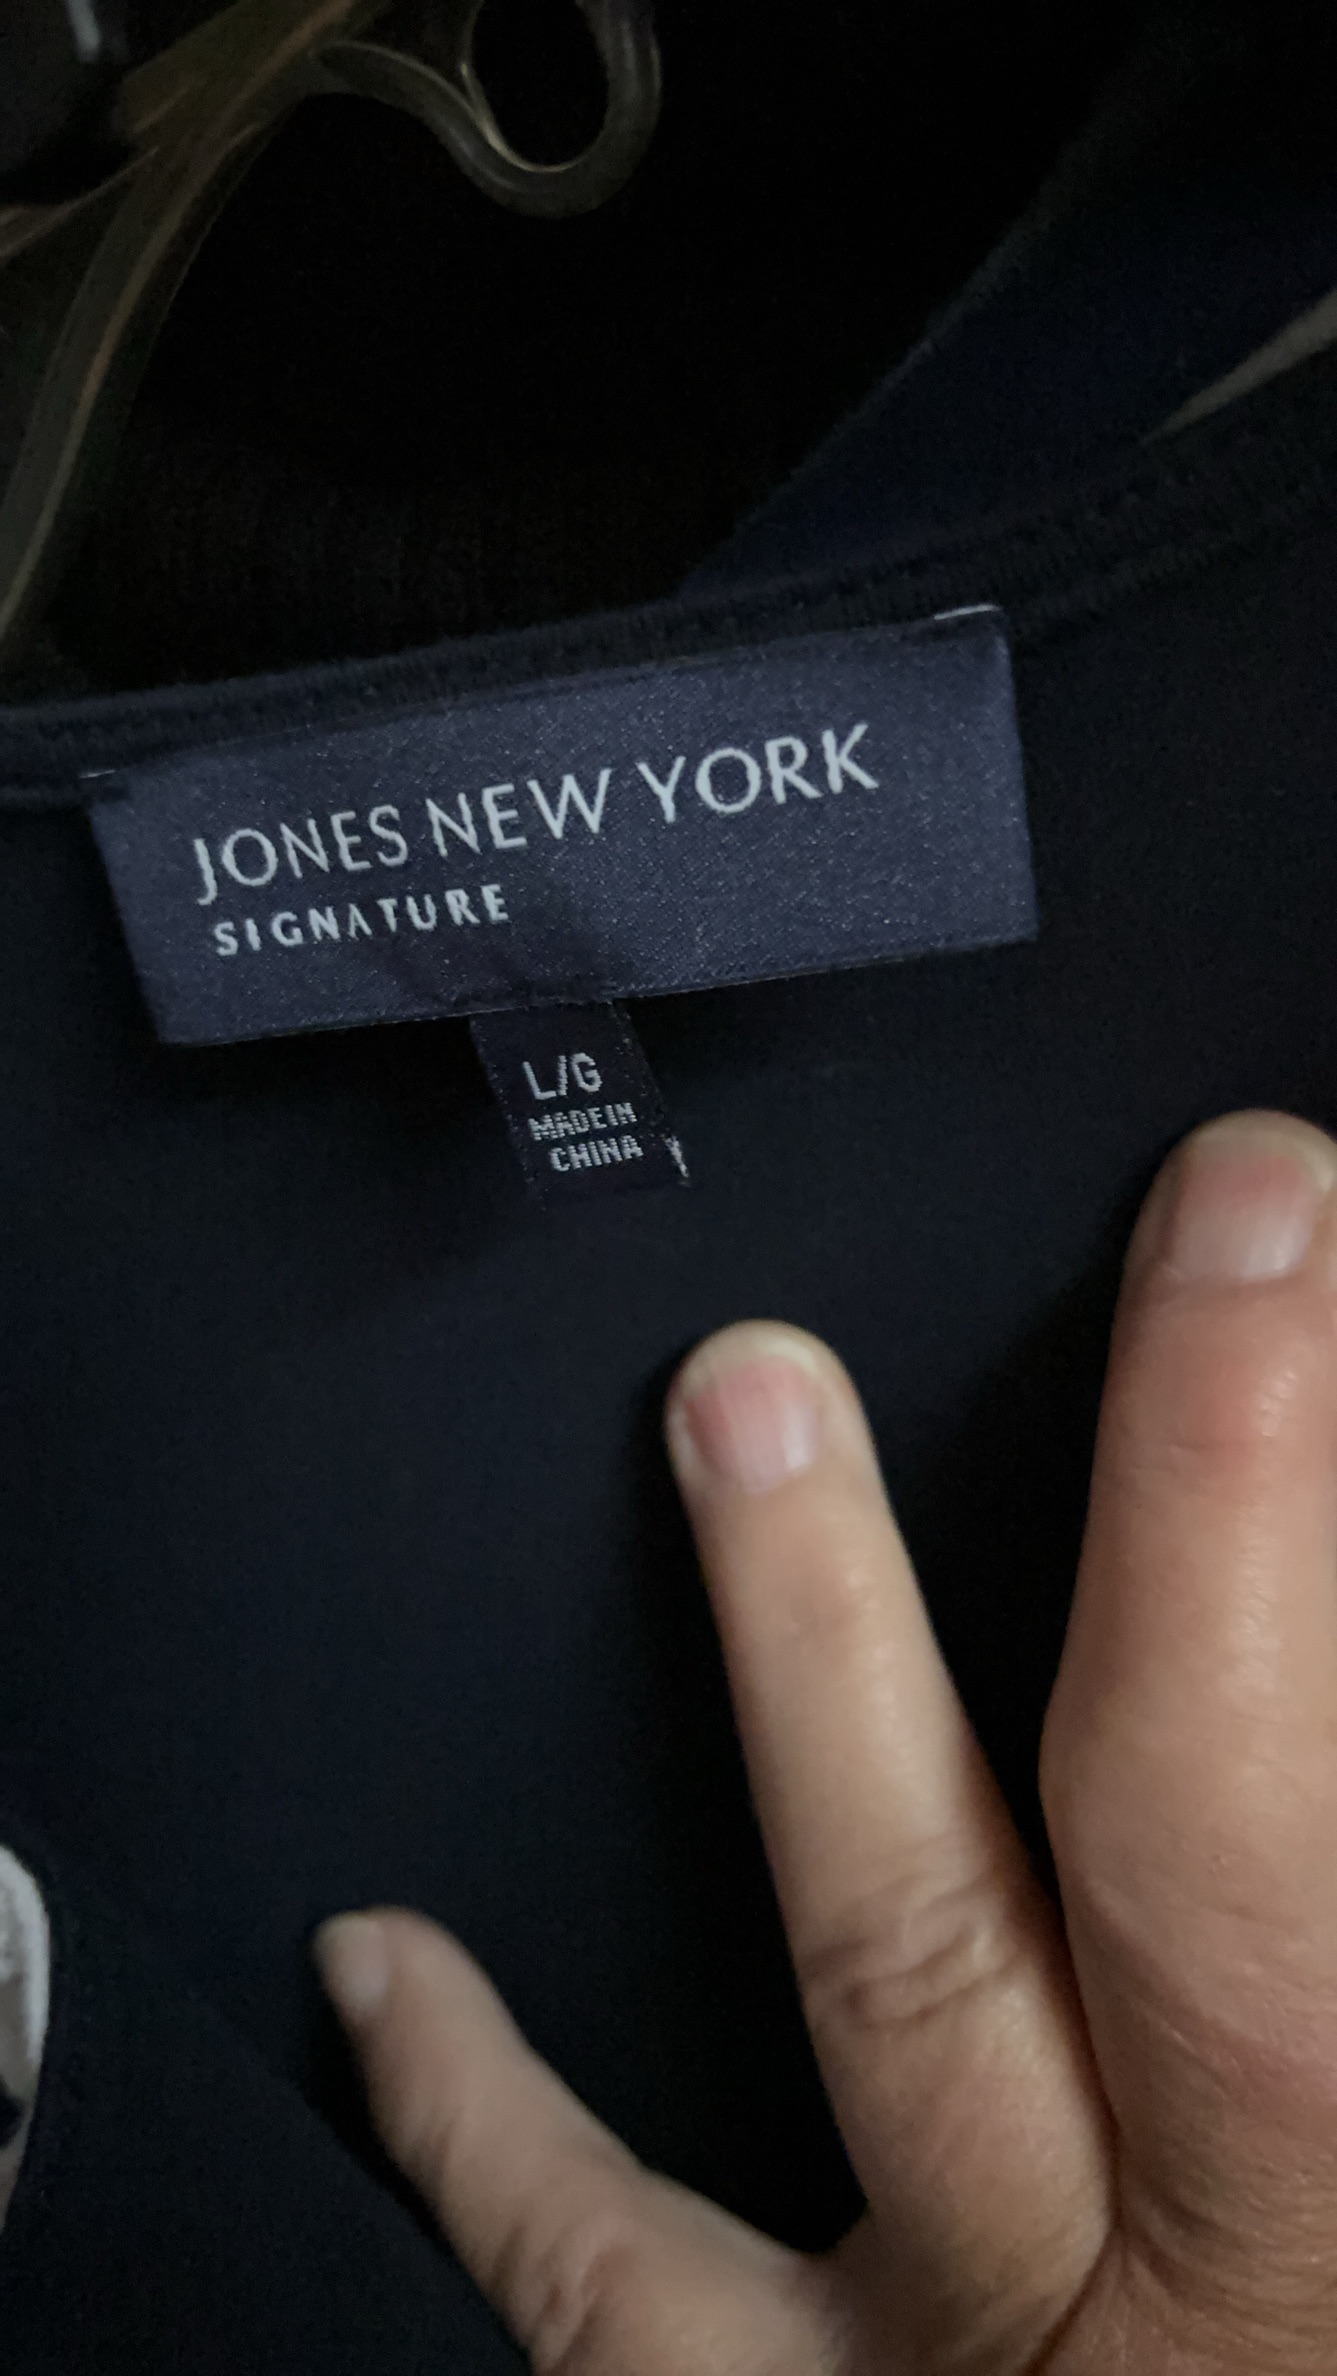 JONES NEW YORK
SIGNATURE
L/G
MADE IN
CHINA